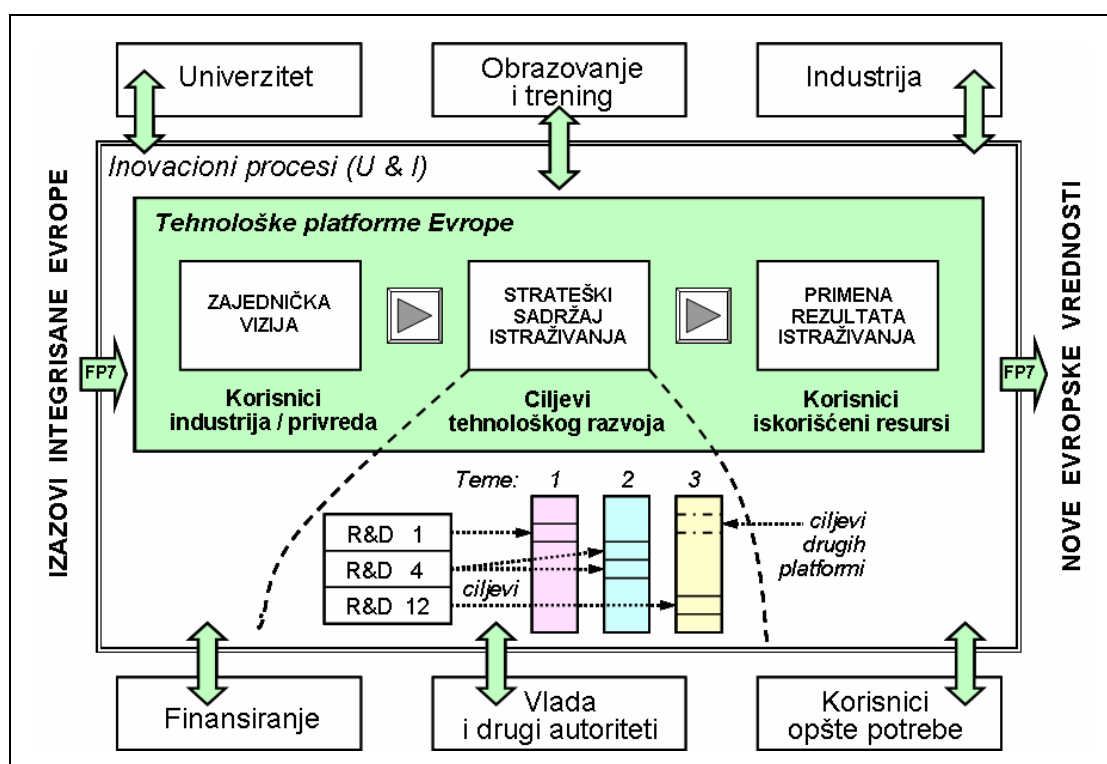 Univerzitet
Obrazovanje
i trening
Industrija
IZAZOVI INTEGRISANE EVROPE
Inovacioni procesi (U & I)
Tehnološke platforme Evrope
ZAJEDNIČKA
VIZIJA
STRATEŠKI
SADRŽAJ
ISTRAŽIVANJA
PRIMENA
REZULTATA
ISTRAŽIVANJA
FP7
FP7
Korisnici
industrija / privreda
Ciljevi
tehnološkog razvoja
Korisnici
iskorišćeni resursi
NOVE EVROPSKE VREDNOSTI
Teme: 1 2 3
R&D 1
R&D 4
R&D 12
ciljevi
ciljevi
drugih
platformi
Finansiranje
Vlada
i drugi autoriteti
Korisnici
opšte potrebe